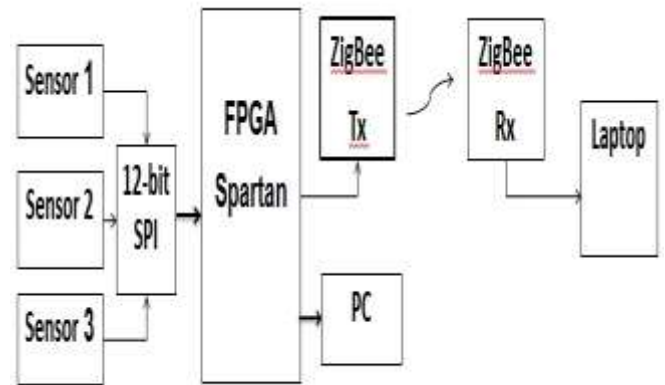 Sensor 1
Sensor 2
Sensor 3
12-bit
SPI
FPGA
Spartan
ZigBee
Tx
ZigBee
Rx
Laptop
PC